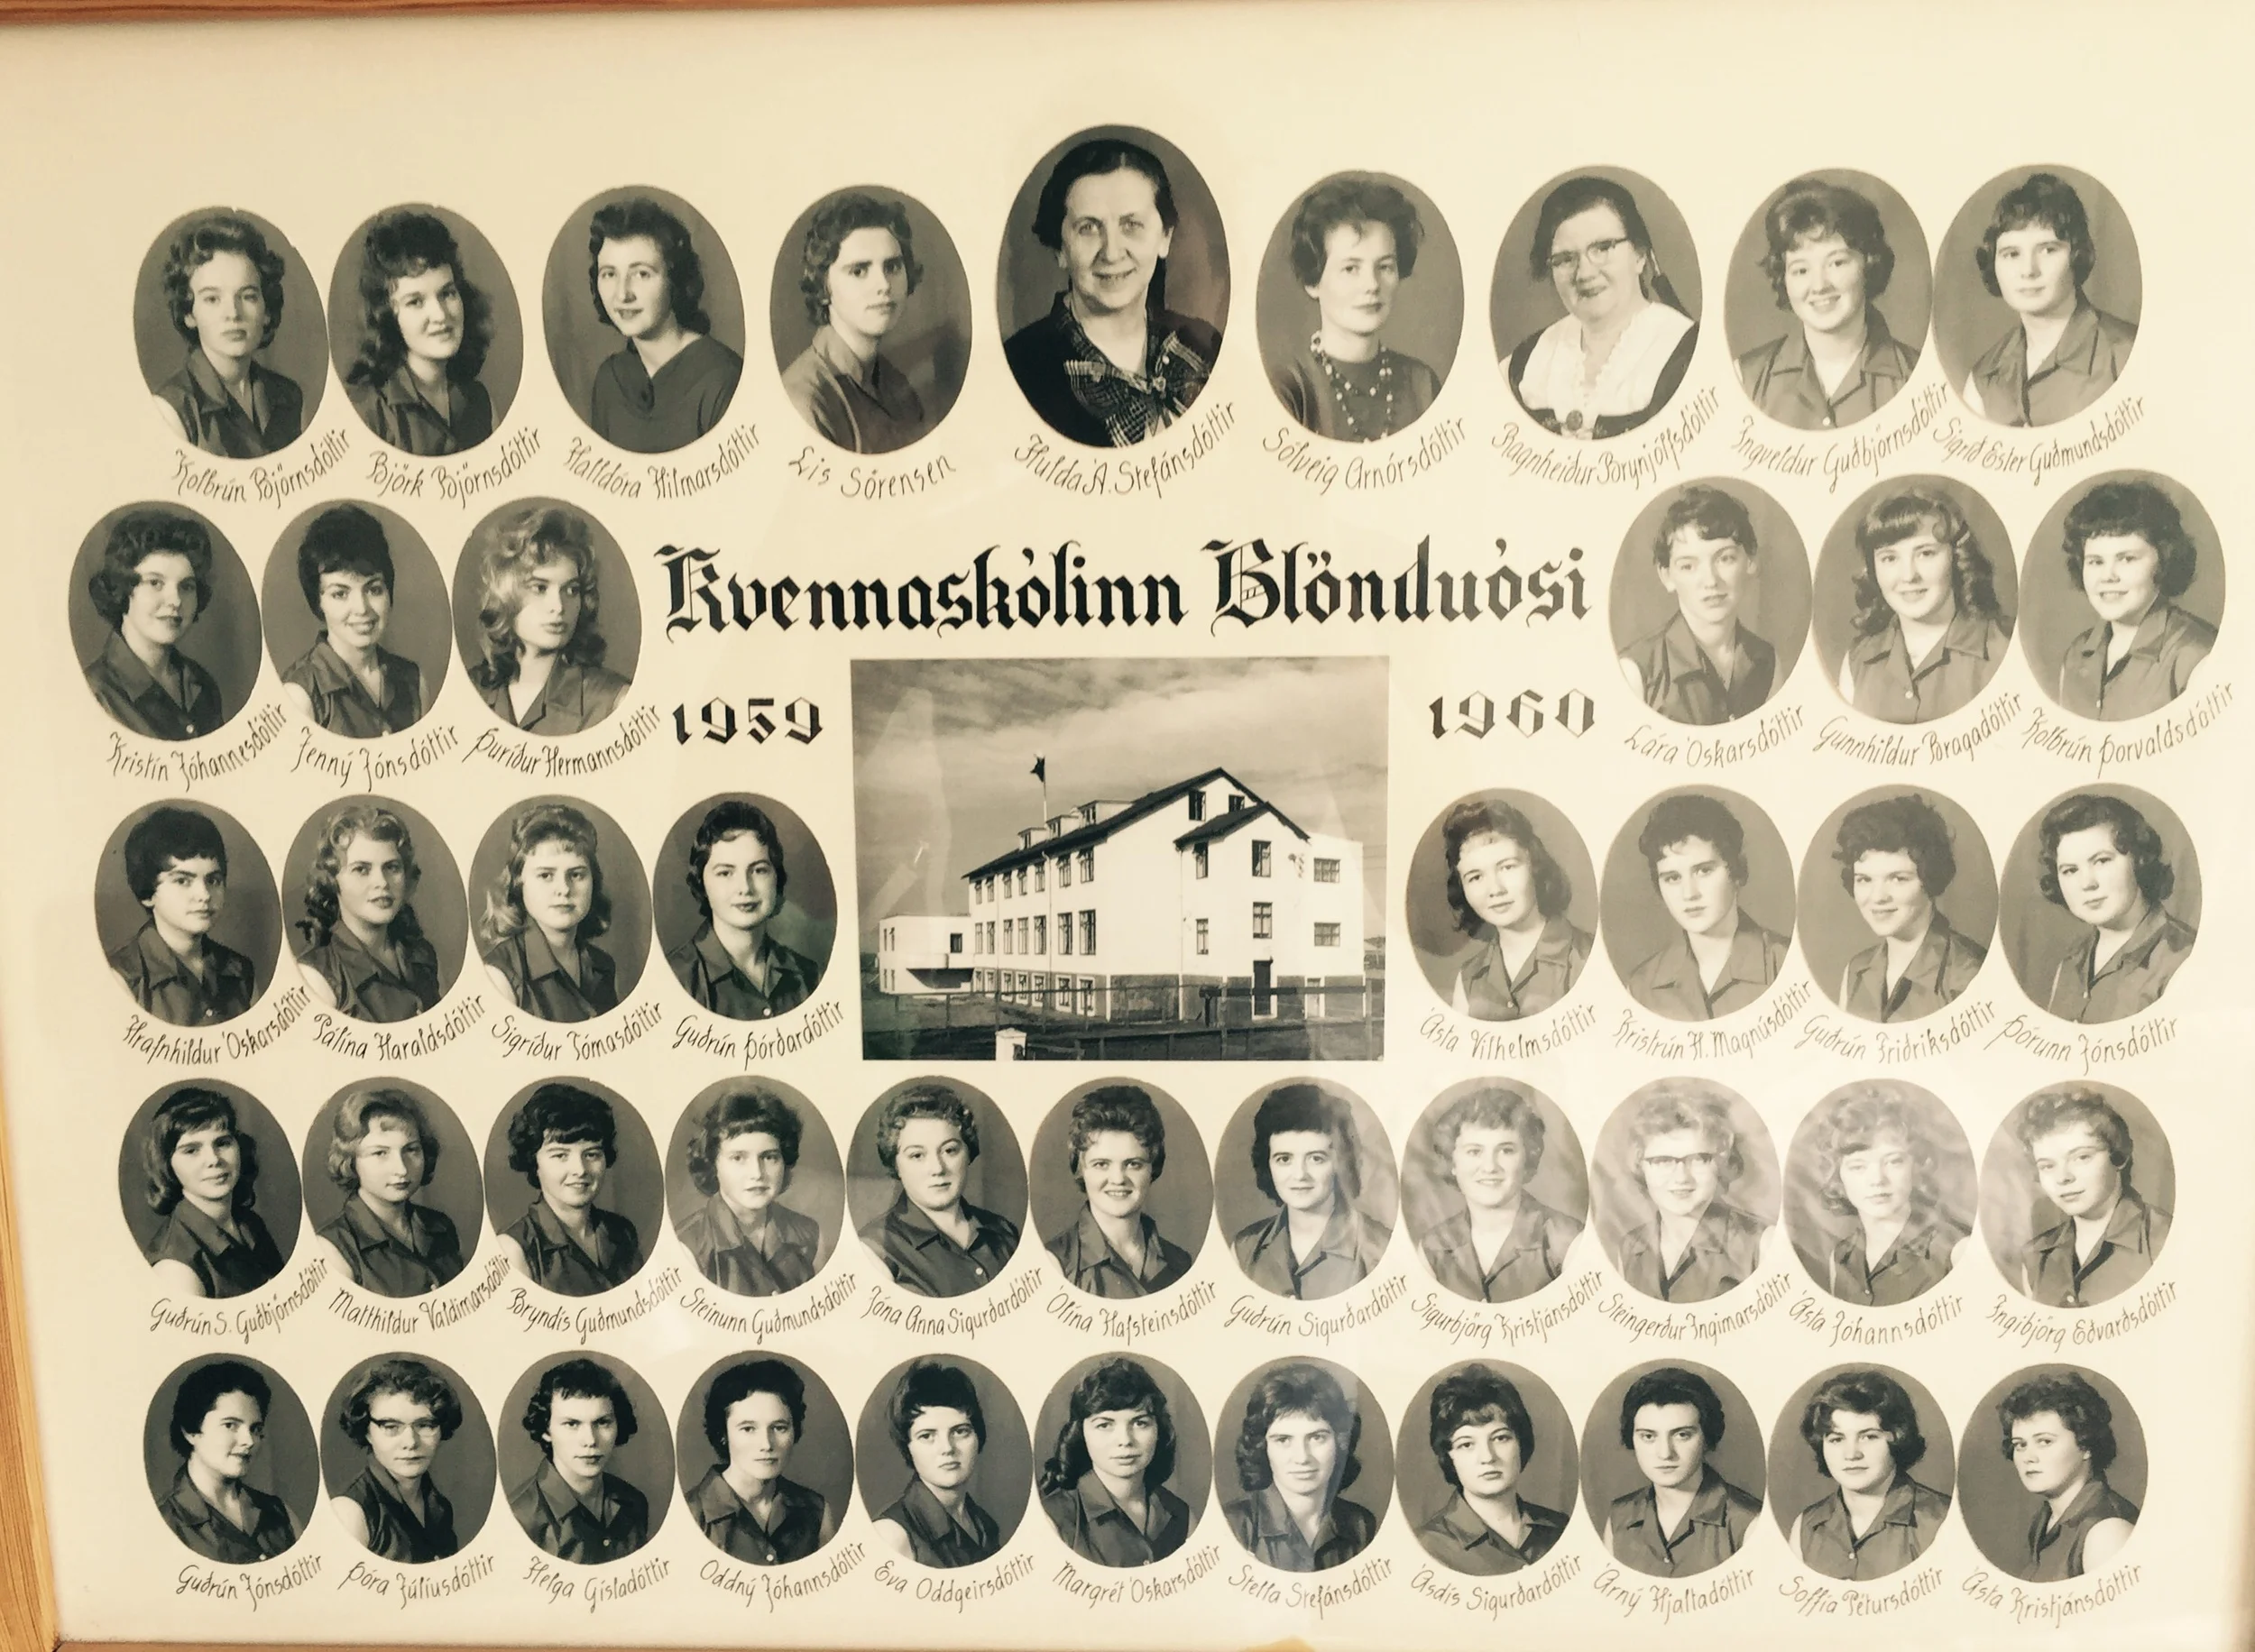 Kolbrún Björnsdóttir
Björk Björnsdóttir
Halldóra Hilmarsdóttir
Lis Sórensen
Hulda Á. Stefánsdóttir
Sólveig Arnórsdóttir
Ragnheiður Brynjólfsdóttir
Ingveldur Guðbjörnsdóttir
Sigríð Ester Guðmundsdóttir
Kristín Jóhannesdóttir
Jenný Jónsdóttir
Þuríður Hermannsdóttir
Kvennaskólinn Blönduósi
Lára Óskarsdóttir
Gunnhildur Bragadóttir
Kolbrún Þorvaldsdóttir
1959
1960
Hrafnhildur Óskarsdóttir
Pálína Haraldsdóttir
Sigríður Tómasdóttir
Guðrún Þórðardóttir
Ásta Vilhelmsdóttir
Kristrún H. Magnúsdóttir
Guðrún Friðriksdóttir
Þórunn Jónsdóttir
Guðrún S. Guðbjörnsdóttir
Matthildur Valdimarsdóttir
Bryndís Guðmundsdóttir
Steinunn Guðmundsdóttir
Jóna Anna Sigurðardóttir
Ólína Hafsteinsdóttir
Guðrún Sigurðardóttir
Sigurbjörg Kristjánsdóttir
Steingerður Ingimarsdóttir
Ásta Jóhannsdóttir
Ingibjörg Eðvarðsdóttir
Guðrún Jónsdóttir
Þóra Júlíusdóttir
Helga Gísladóttir
Oddný Jóhannsdóttir
Eva Oddgeirsdóttir
Margrét Óskarsdóttir
Stella Stefánsdóttir
Ásdís Sigurðardóttir
Árný Hjaltadóttir
Soffía Pétursdóttir
Ásta Kristjánsdóttir